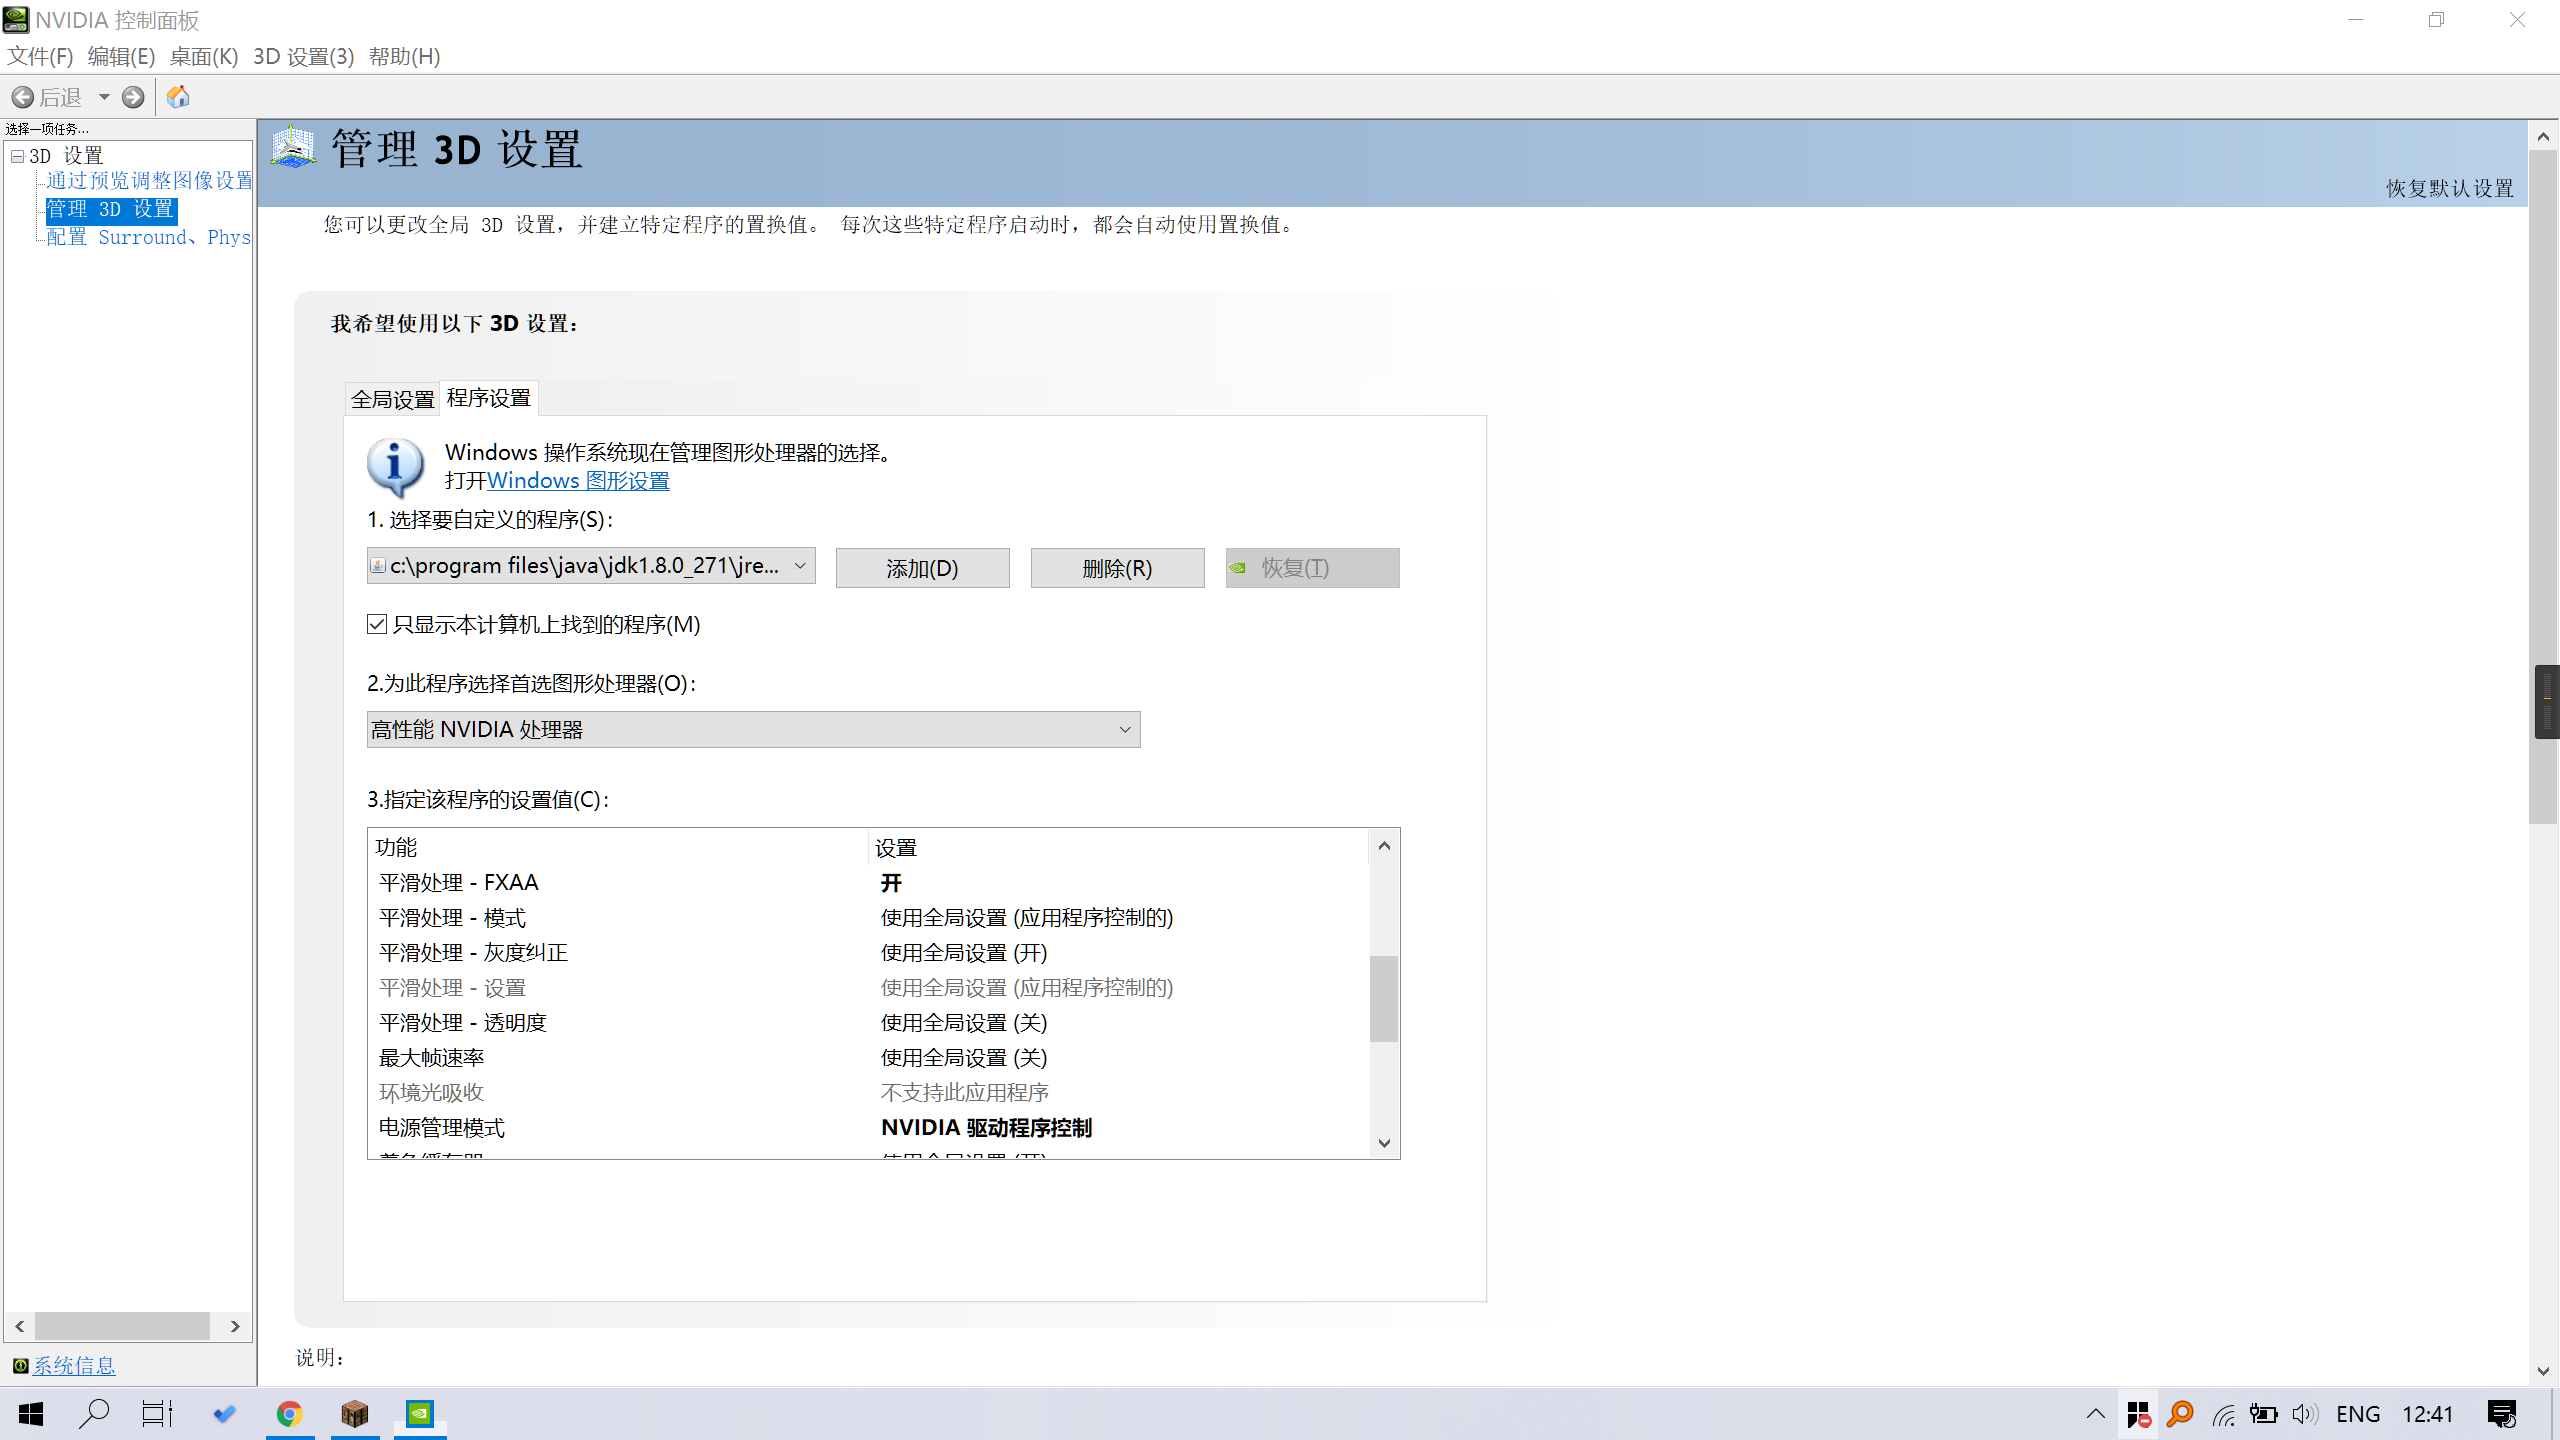 NVIDIA 控制面板
文件(F) 编辑(E) 桌面(K) 3D 设置(3) 帮助(H)
后退
选择一项任务...
3D 设置
通过预览调整图像设置
管理 3D 设置
配置 Surround、Phys
管理 3D 设置
恢复默认设置
您可以更改全局 3D 设置，并建立特定程序的置换值。 每次这些特定程序启动时，都会自动使用置换值。
我希望使用以下 3D 设置：
全局设置 程序设置
Windows 操作系统现在管理图形处理器的选择。
打开Windows 图形设置
1. 选择要自定义的程序(S)：
c:\program files\java\jdk1.8.0_271\jre... 添加(D) 删除(R) 恢复(T)
只显示本计算机上找到的程序(M)
2.为此程序选择首选图形处理器(O)：
高性能 NVIDIA 处理器
3.指定该程序的设置值(C)：
功能 设置
平滑处理 - FXAA 开
平滑处理 - 模式 使用全局设置 (应用程序控制的)
平滑处理 - 灰度纠正 使用全局设置 (开)
平滑处理 - 设置 使用全局设置 (应用程序控制的)
平滑处理 - 透明度 使用全局设置 (关)
最大帧速率 使用全局设置 (关)
环境光吸收 不支持此应用程序
电源管理模式 NVIDIA 驱动程序控制
说明：
系统信息
ENG 12:41